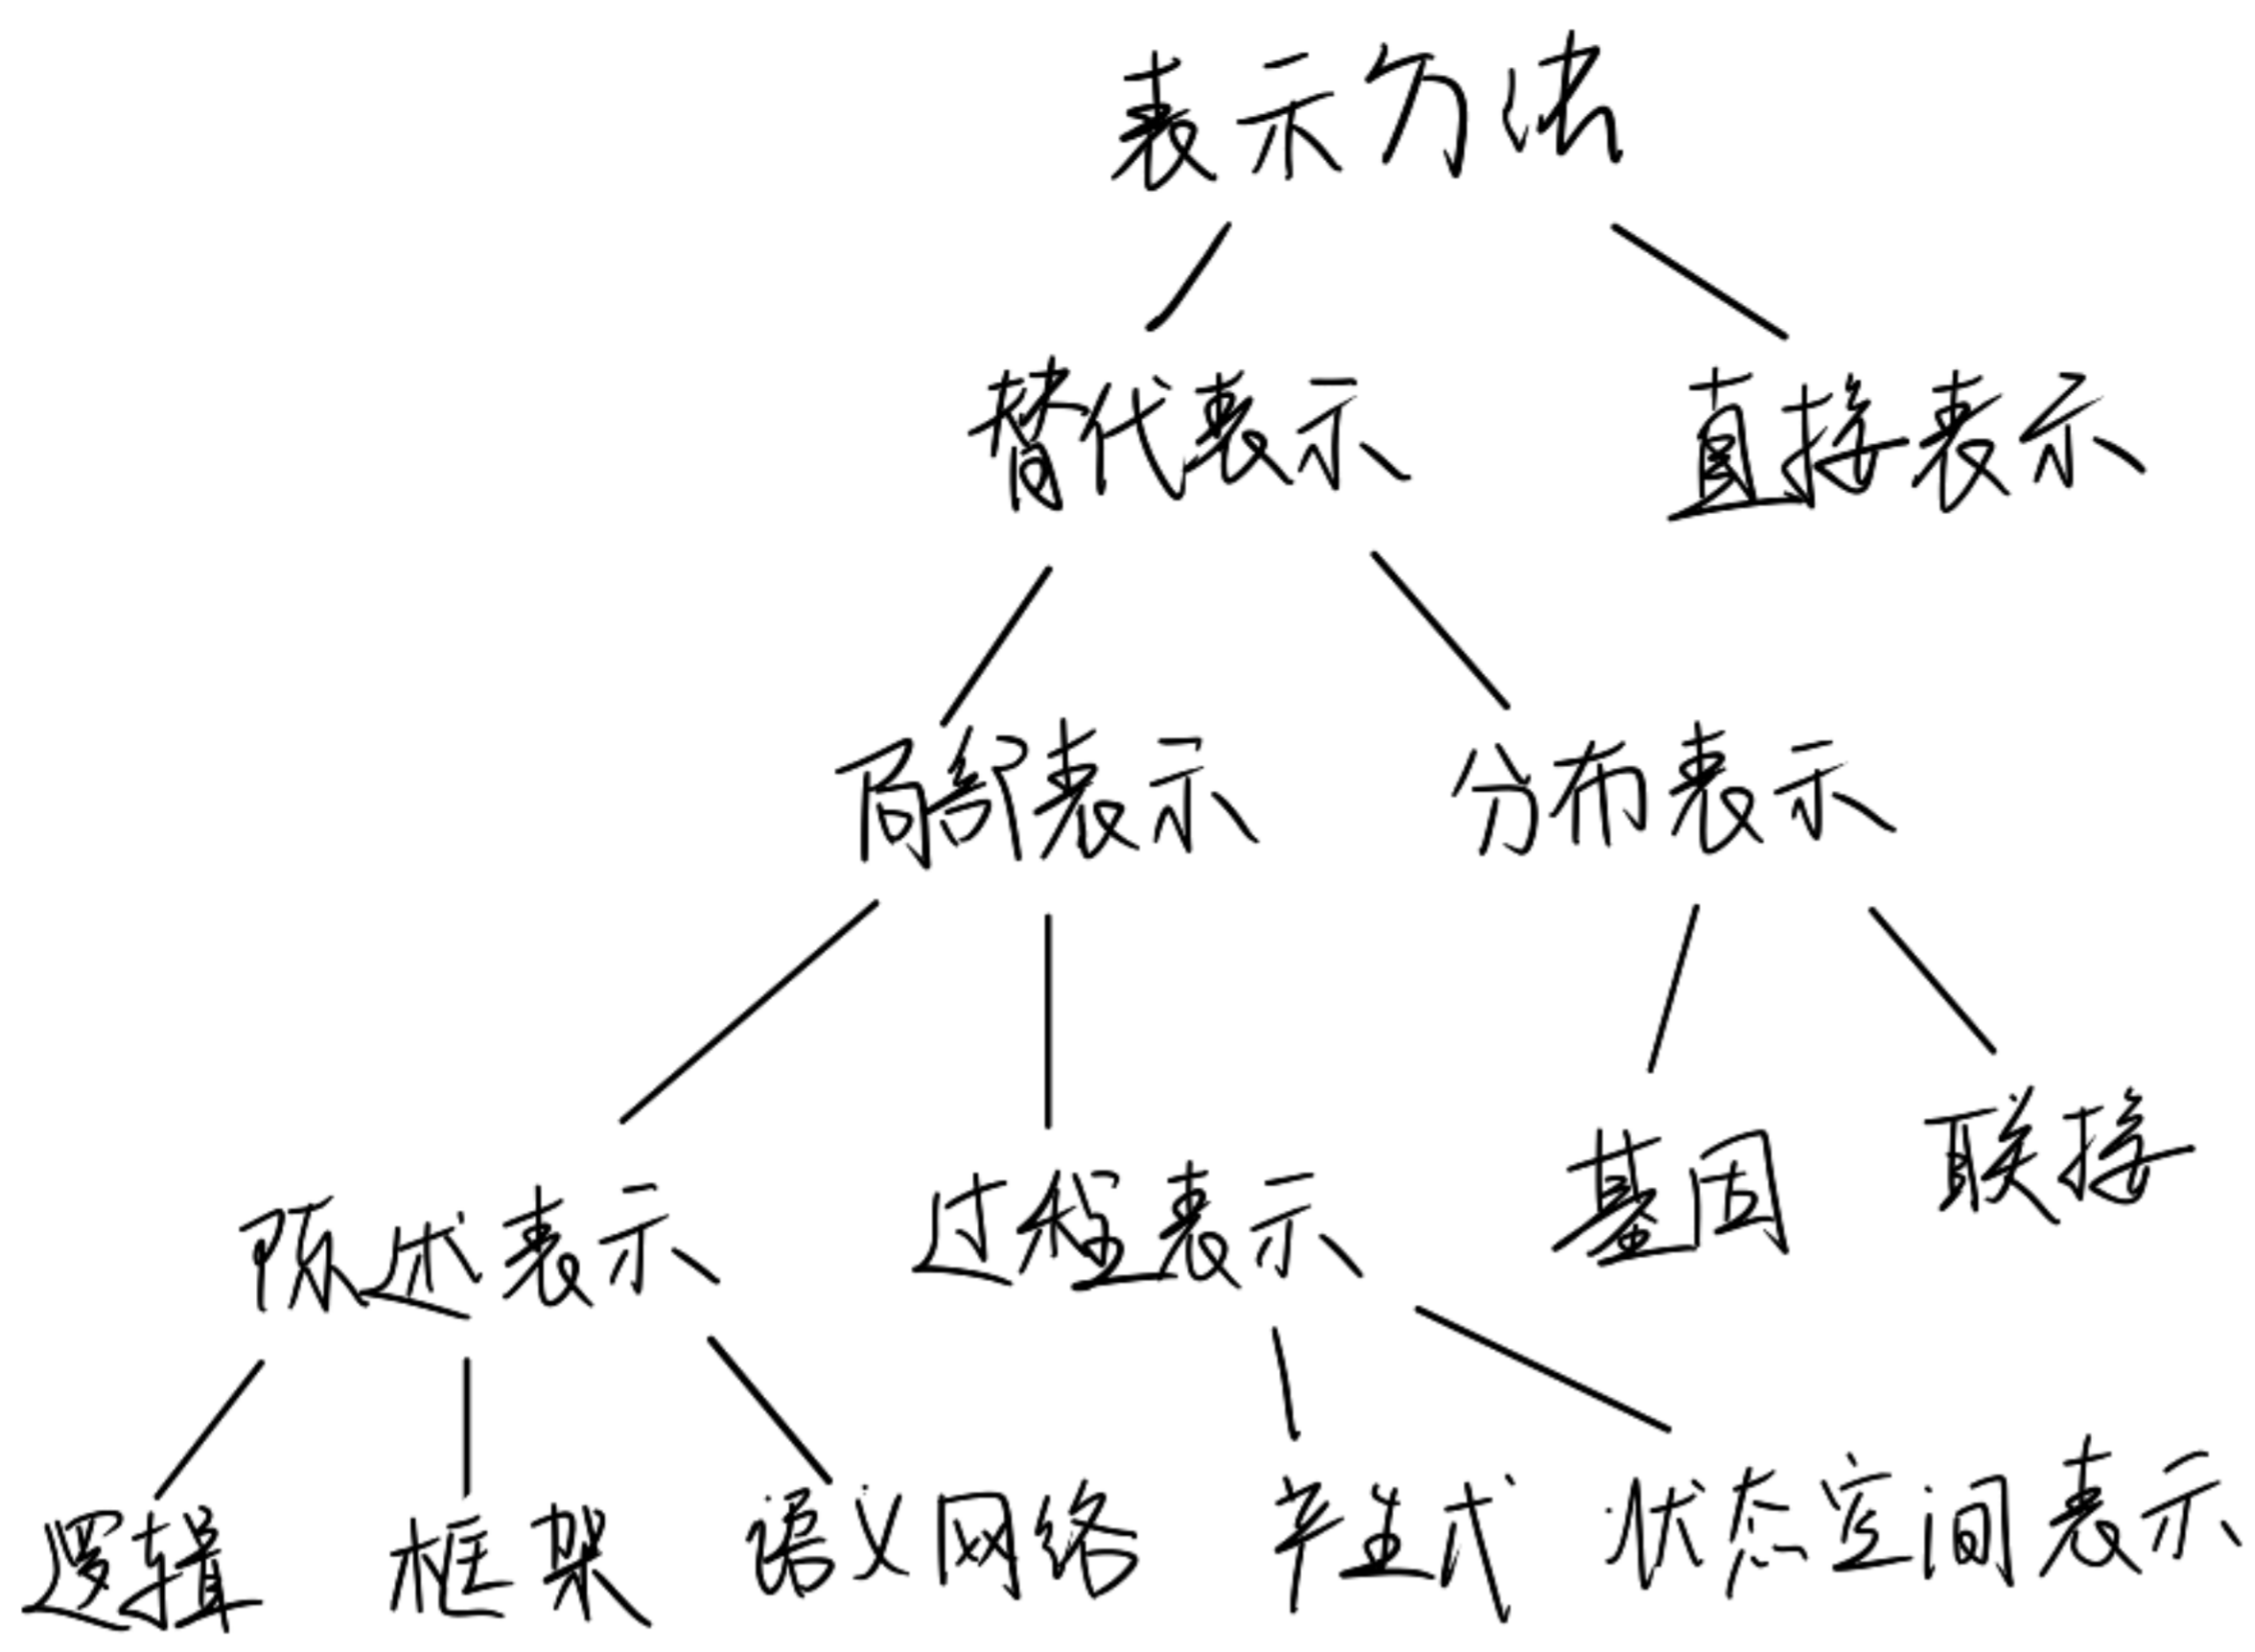 表示方法
替代表示 直接表示
局部表示 分布表示
陈述表示 过程表示 基因 联接
逻辑 框架 语义网络 产生式 状态空间表示